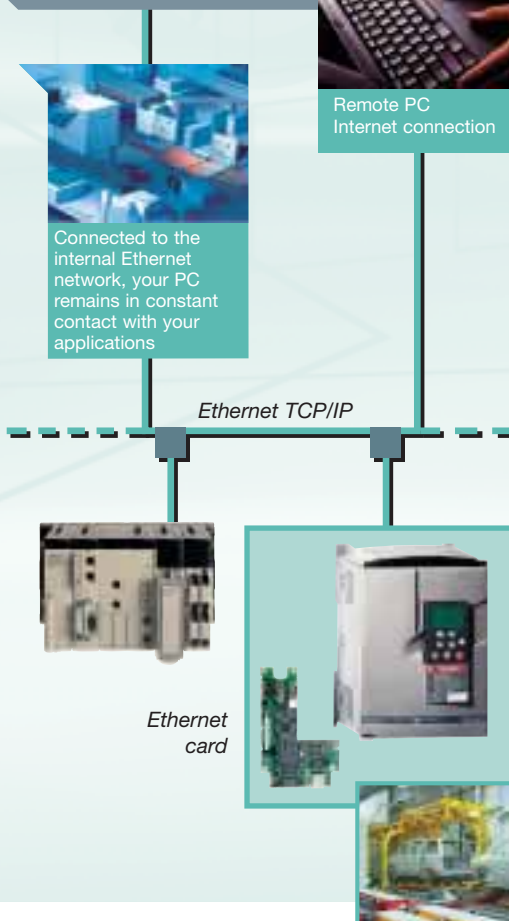 Remote PC
Internet connection
Connected to the
internal Ethernet
network, your PC
remains in constant
contact with your
applications
Ethernet TCP/IP
Ethernet
card